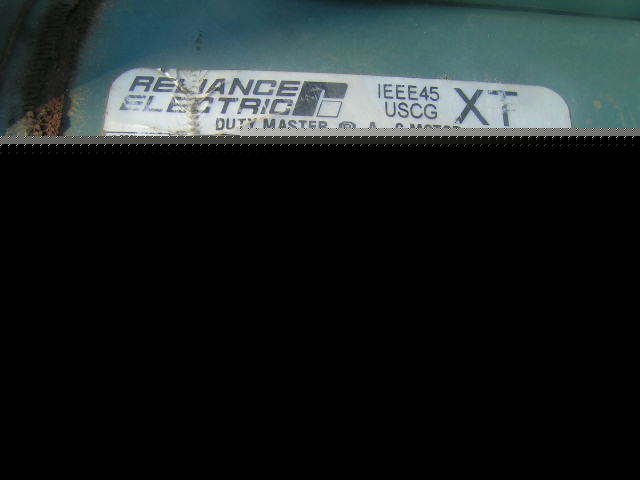 RELIANCE
ELECTRIC
IEEE45
USCG
XT
DUTY MASTER ® A